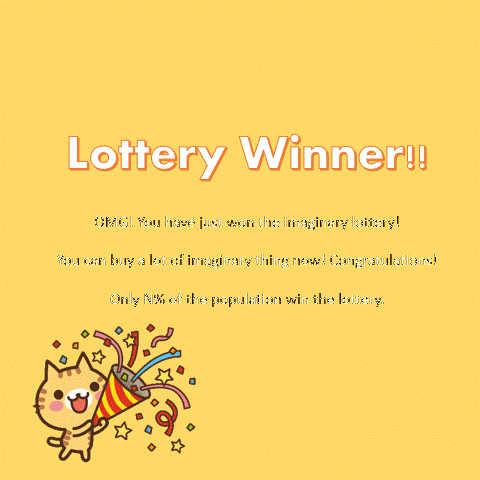 Lottery Winner!!
OMG! You have just won the imaginary lottery!
You can buy a lot of imaginary thing now! Congratulations!
Only N% of the population win the lottery.